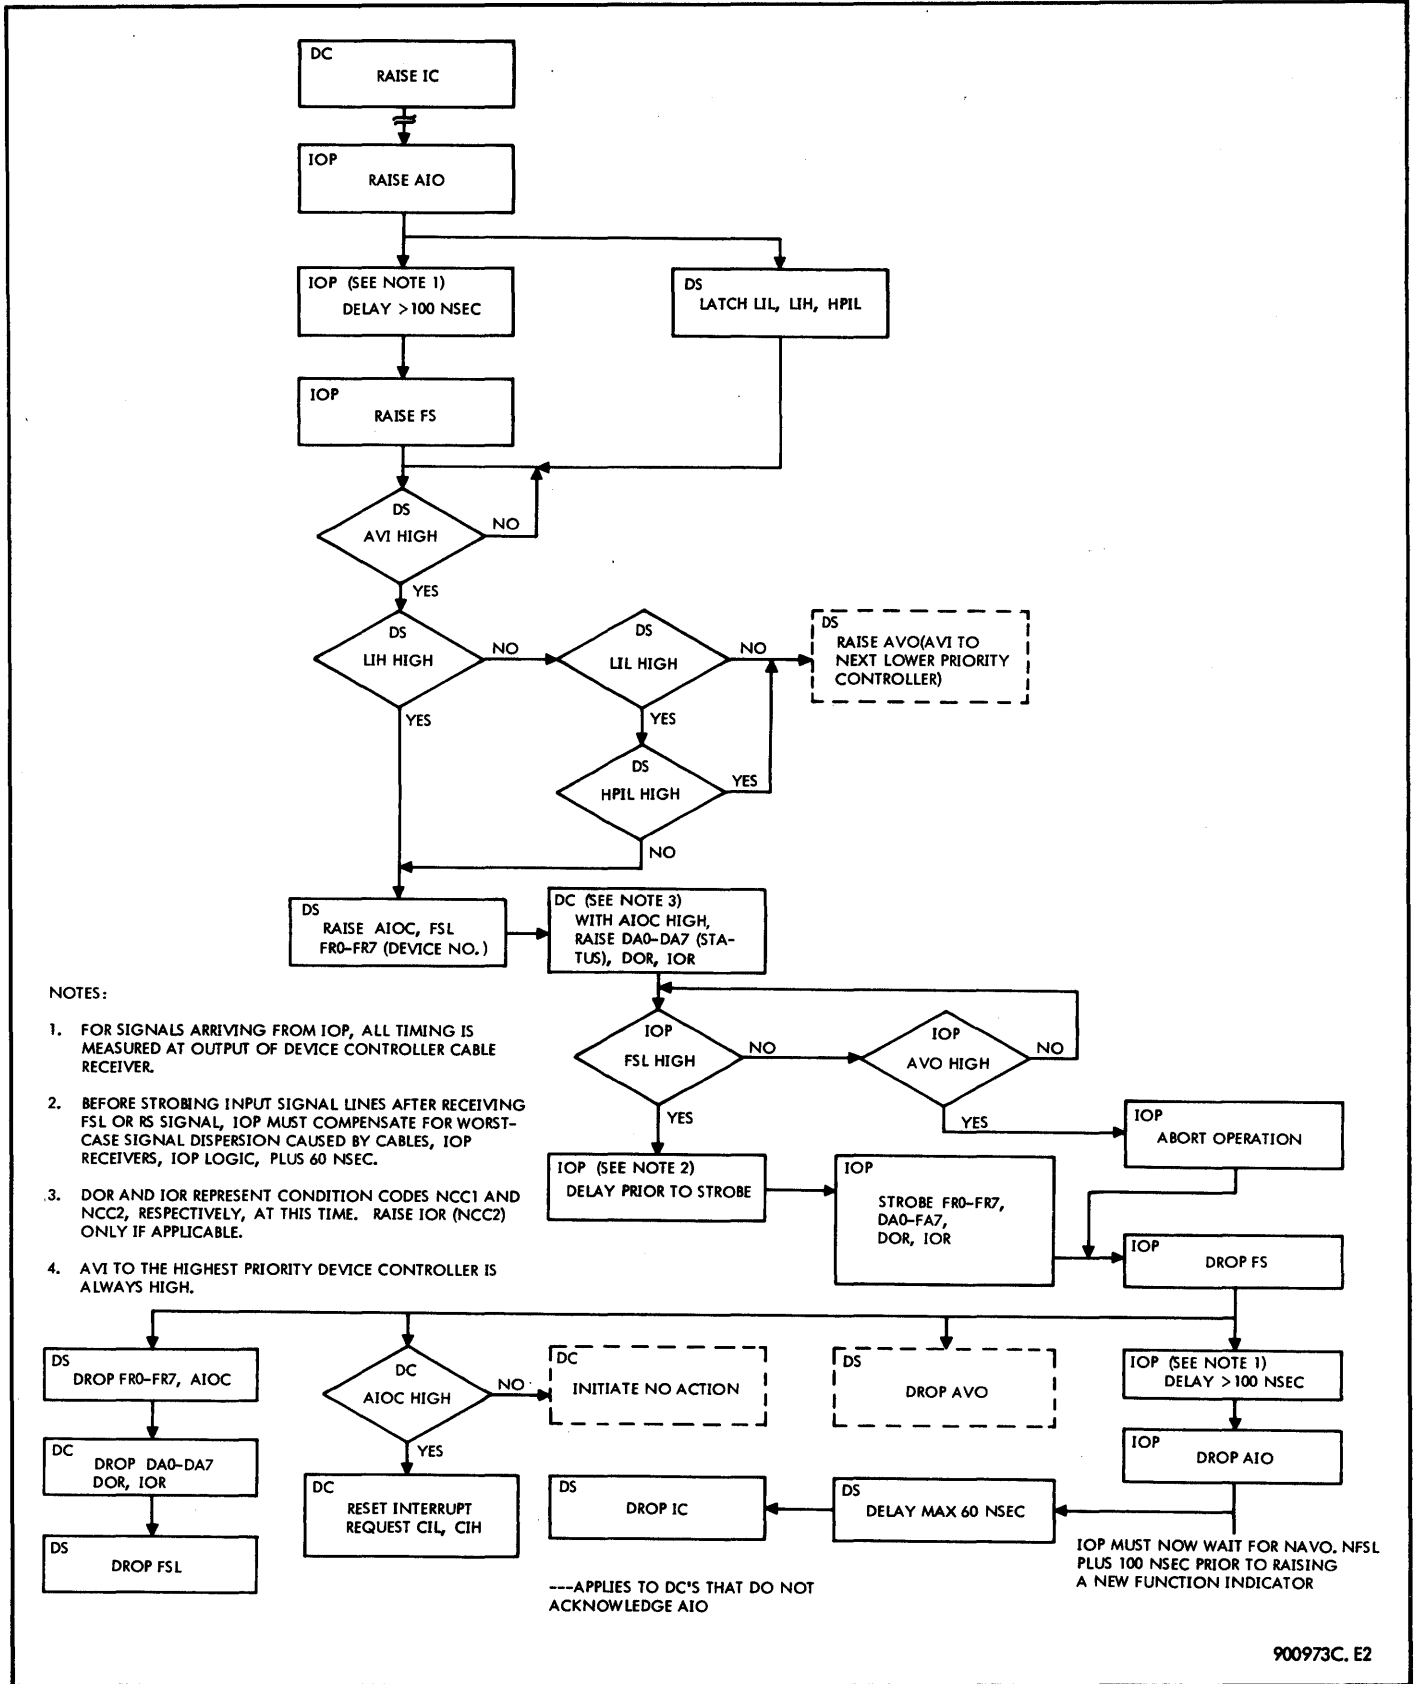 DC
RAISE IC
IOP
RAISE AIO
IOP (SEE NOTE 1)
DELAY >100 NSEC
DS
LATCH LIL, LIH, HPIL
IOP
RAISE FS
DS
AVI HIGH
NO
YES
DS
LIH HIGH
NO
YES
DS
LIL HIGH
NO
YES
DS
RAISE AVO(AVI TO
NEXT LOWER PRIORITY
CONTROLLER)
DS
HPIL HIGH
YES
NO
DS
RAISE AIOC, FSL
FR0-FR7 (DEVICE NO.)
DC (SEE NOTE 3)
WITH AIOC HIGH,
RAISE DA0-DA7 (STA-
TUS), DOR, IOR
NOTES:
1. FOR SIGNALS ARRIVING FROM IOP, ALL TIMING IS
MEASURED AT OUTPUT OF DEVICE CONTROLLER CABLE
RECEIVER.
2. BEFORE STROBING INPUT SIGNAL LINES AFTER RECEIVING
FSL OR RS SIGNAL, IOP MUST COMPENSATE FOR WORST-
CASE SIGNAL DISPERSION CAUSED BY CABLES, IOP
RECEIVERS, IOP LOGIC, PLUS 60 NSEC.
3. DOR AND IOR REPRESENT CONDITION CODES NCC1 AND
NCC2, RESPECTIVELY, AT THIS TIME. RAISE IOR (NCC2)
ONLY IF APPLICABLE.
4. AVI TO THE HIGHEST PRIORITY DEVICE CONTROLLER IS
ALWAYS HIGH.
IOP
FSL HIGH
NO
YES
IOP
AVO HIGH
NO
YES
IOP
ABORT OPERATION
IOP (SEE NOTE 2)
DELAY PRIOR TO STROBE
IOP
STROBE FR0-FR7,
DA0-FA7,
DOR, IOR
IOP
DROP FS
DS
DROP FR0-FR7, AIOC
DC
AIOC HIGH
NO
YES
DC
INITIATE NO ACTION
DS
DROP AVO
IOP (SEE NOTE 1)
DELAY >100 NSEC
DC
DROP DA0-DA7
DOR, IOR
IOP
DROP AIO
DC
RESET INTERRUPT
REQUEST CIL, CIH
DS
DROP IC
DS
DELAY MAX 60 NSEC
DS
DROP FSL
IOP MUST NOW WAIT FOR NAVO. NFSL
PLUS 100 NSEC PRIOR TO RAISING
A NEW FUNCTION INDICATOR
---APPLIES TO DC'S THAT DO NOT
ACKNOWLEDGE AIO
900973C. E2